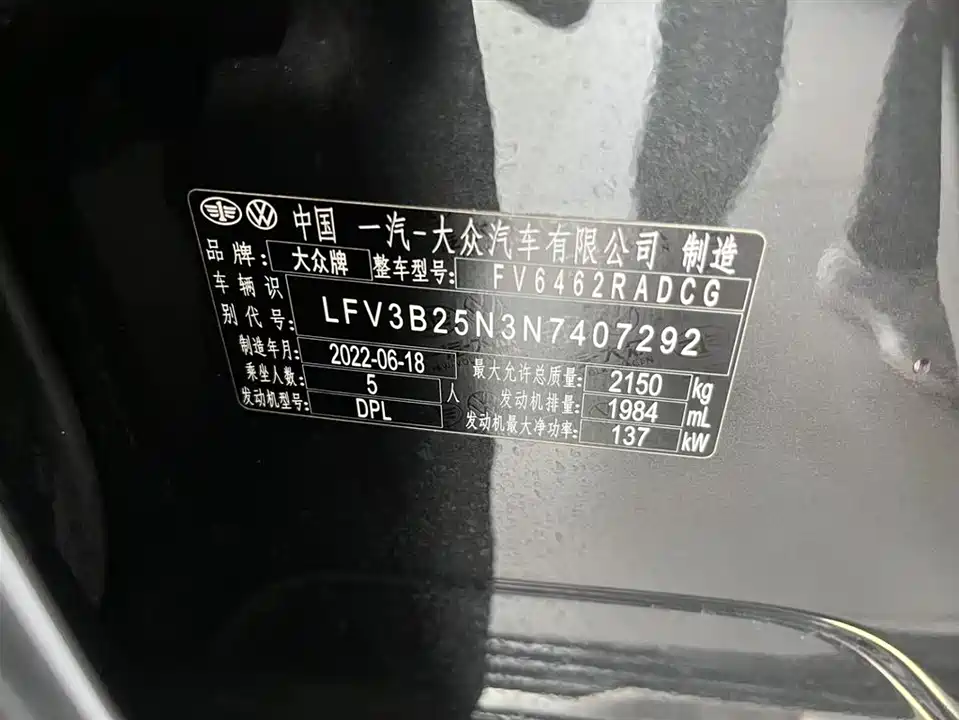 中国 一汽-大众汽车有限公司 制造
品牌: 大众牌 整车型号: FV6462RADCG
车辆识别代号: LFV3B25N3N7407292
制造年月: 2022-06-18 最大允许总质量: 2150 kg
乘坐人数: 5 人 发动机排量: 1984 mL
发动机型号: DPL 发动机最大净功率: 137 kW